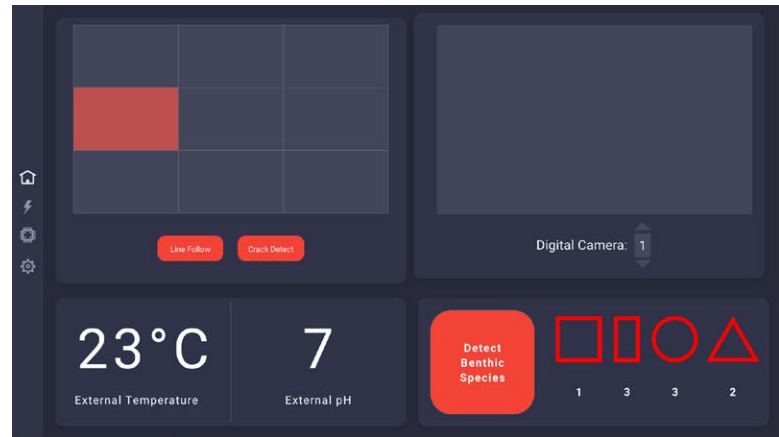 Line Follow
Crack Detect
Digital Camera: 1
23°C
External Temperature
7
External pH
Detect
Benthic
Species
1 3 3 2